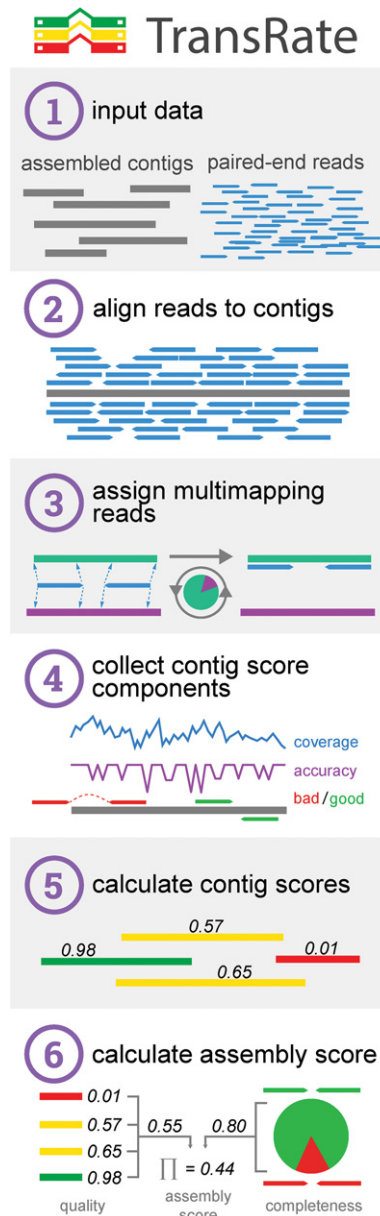 TransRate
1 input data
assembled contigs paired-end reads
2 align reads to contigs
3 assign multimapping
reads
4 collect contig score
components
coverage
accuracy
bad/good
5 calculate contig scores
0.57
0.98 0.01
0.65
6 calculate assembly score
0.01
0.57 0.55 0.80
0.65
∏ = 0.44
0.98
quality assembly completeness
score